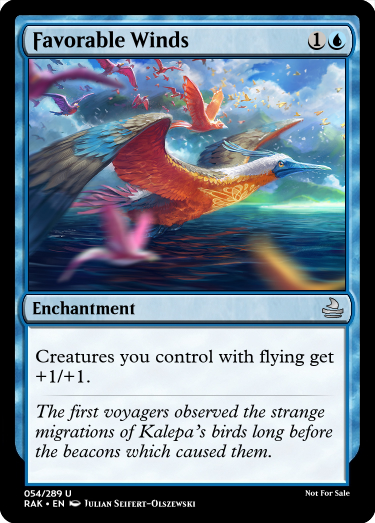 Favorable Winds 1
Enchantment
Creatures you control with flying get
+1/+1.
The first voyagers observed the strange
migrations of Kalepa's birds long before
the beacons which caused them.
054/289 U
Not For Sale
RAK • EN Julian Seifert-Olszewski